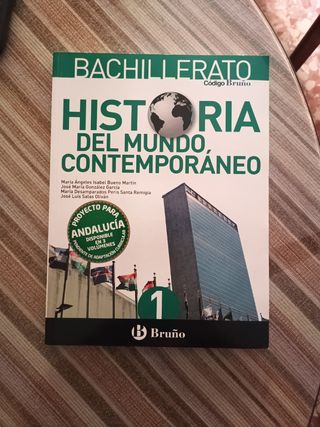 BACHILLERATO
Código Bruño
HISTORIA
DEL MUNDO
CONTEMPORÁNEO
María Ángeles Isabel Bueno Martín
José María González García
María Desamparados Peris Santa Remigia
José Luis Salas Oliván
PROYECTO PARA
ANDALUCÍA
DISPONIBLE
EN 3
VOLÚMENES
1
B
Bruño